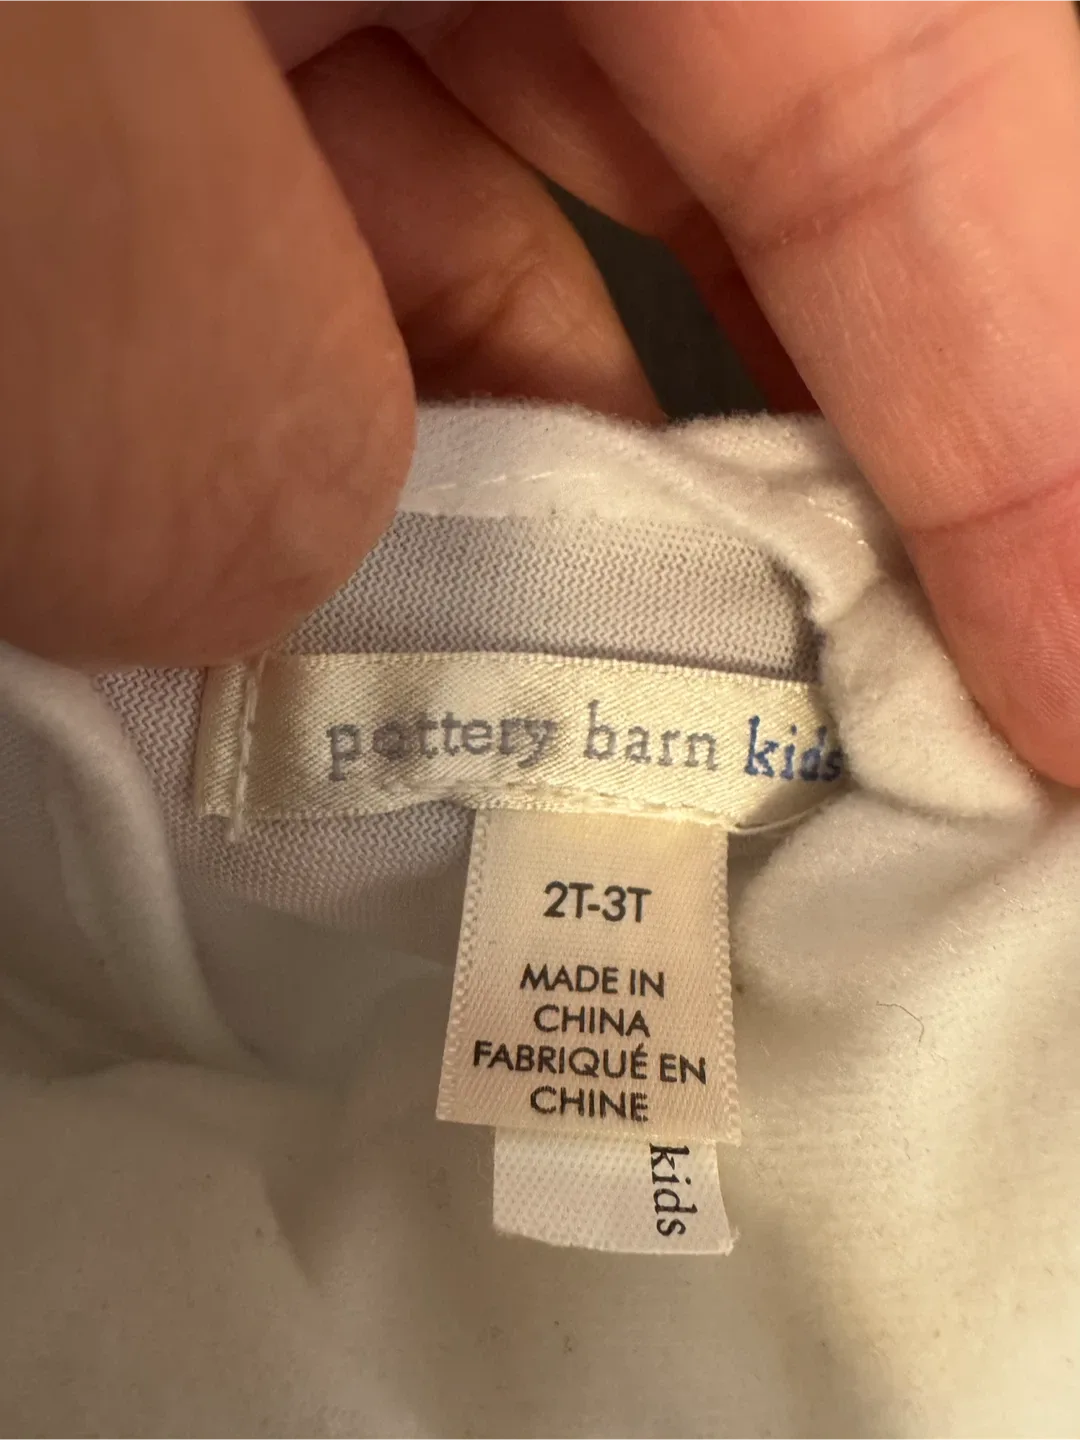 pottery barn kids
2T-3T
MADE IN
CHINA
FABRIQUÉ EN
CHINE
kids